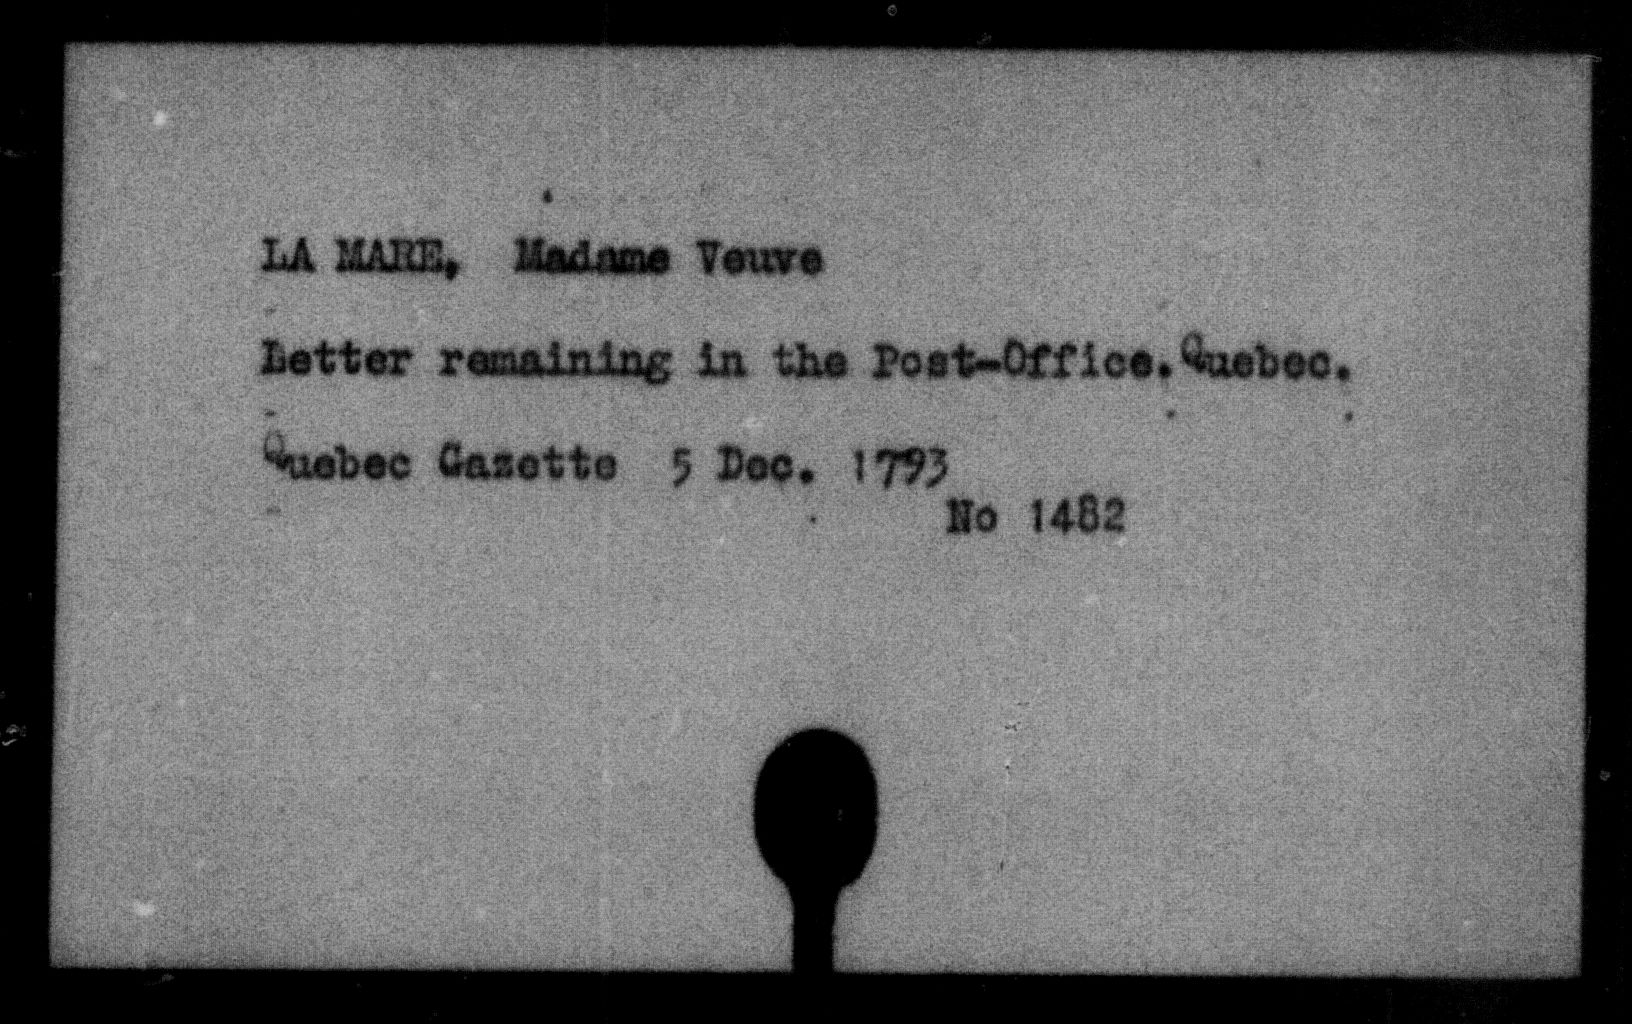 LA MARE, Madame Veuve
Letter remaining in the Post-Office. Quebec.
Quebec Gazette 5 Dec. 1793
No 1482